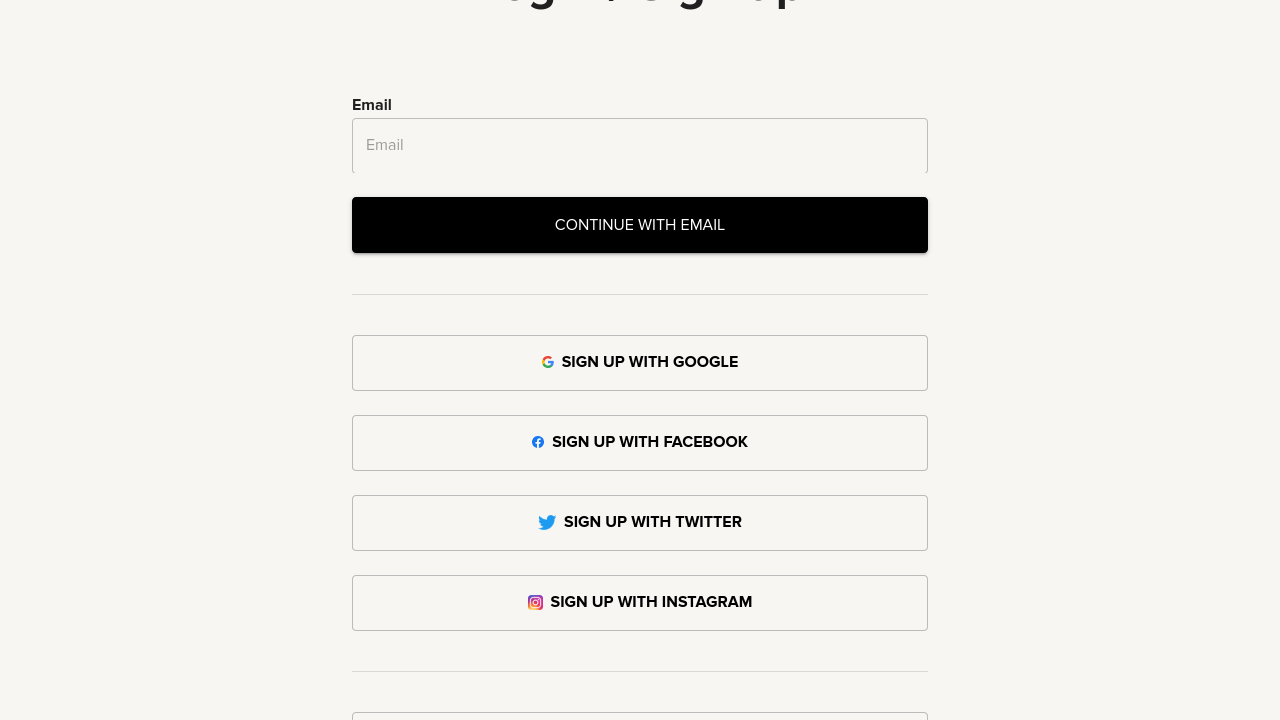 Email
Email
CONTINUE WITH EMAIL
SIGN UP WITH GOOGLE
SIGN UP WITH FACEBOOK
SIGN UP WITH TWITTER
SIGN UP WITH INSTAGRAM